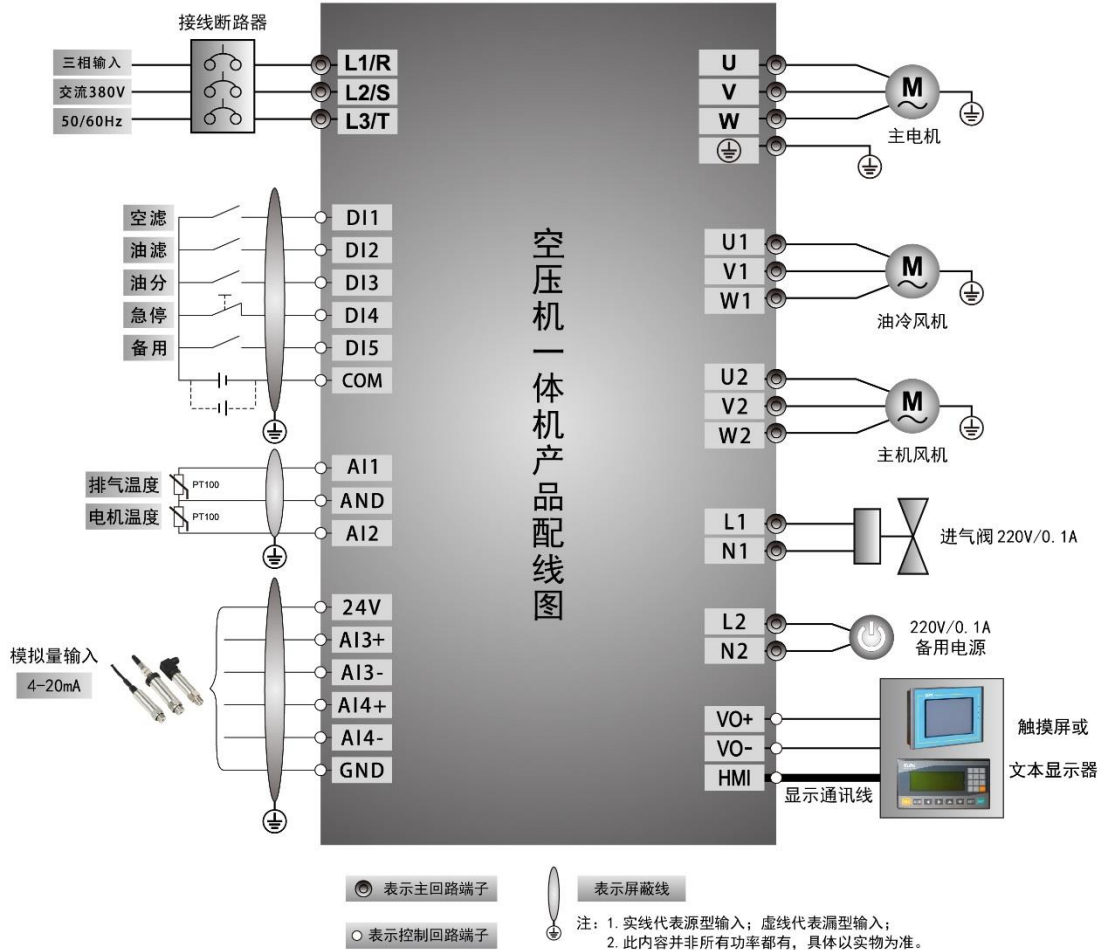 接线断路器
三相输入
交流380V
50/60Hz
L1/R
L2/S
L3/T
空滤
油滤
油分
急停
备用
DI1
DI2
DI3
DI4
DI5
COM
排气温度
PT100
电机温度
PT100
AI1
AND
AI2
模拟量输入
4-20mA
24V
AI3+
AI3-
AI4+
AI4-
GND
空压机一体机产品配线图
U
V
W
M
主电机
U1
V1
W1
M
油冷风机
U2
V2
W2
M
主机风机
L1
N1
进气阀 220V/0.1A
L2
N2
220V/0.1A
备用电源
VO+
VO-
HMI
显示通讯线
触摸屏或
文本显示器
表示主回路端子
表示屏蔽线
表示控制回路端子
注：1. 实线代表源型输入；虚线代表漏型输入；
2. 此内容并非所有功率都有，具体以实物为准。